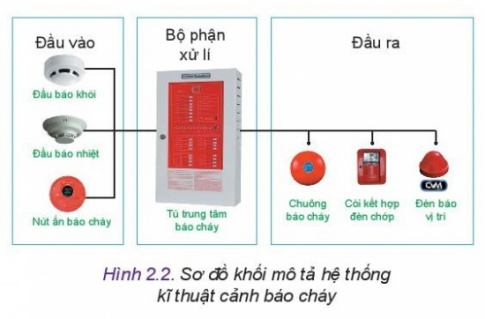 Đầu vào
Đầu báo khói
Đầu báo nhiệt
Nút ấn báo cháy
Bộ phận
xử lí
Tủ trung tâm
báo cháy
Đầu ra
Chuông
báo cháy
Còi kết hợp
đèn chớp
Đèn báo
vị trí
CVM
Hình 2.2. Sơ đồ khối mô tả hệ thống
kĩ thuật cảnh báo cháy